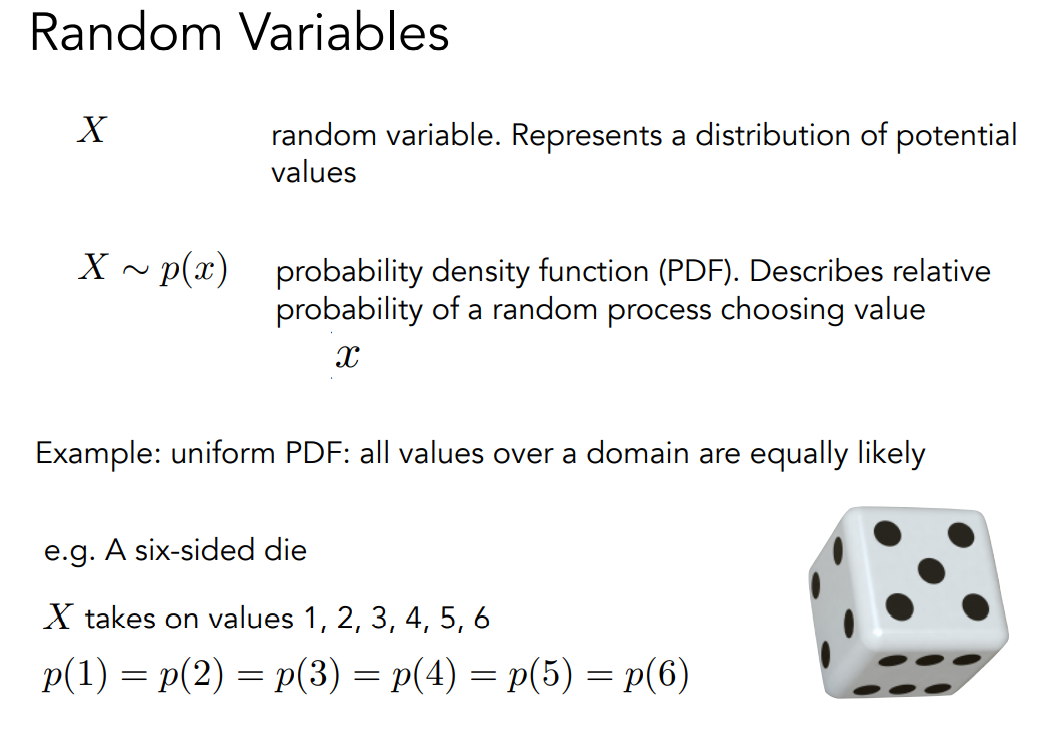 Random Variables
X random variable. Represents a distribution of potential
values
X ∼ p(x) probability density function (PDF). Describes relative
probability of a random process choosing value
x
Example: uniform PDF: all values over a domain are equally likely
e.g. A six-sided die
X takes on values 1, 2, 3, 4, 5, 6
p(1) = p(2) = p(3) = p(4) = p(5) = p(6)